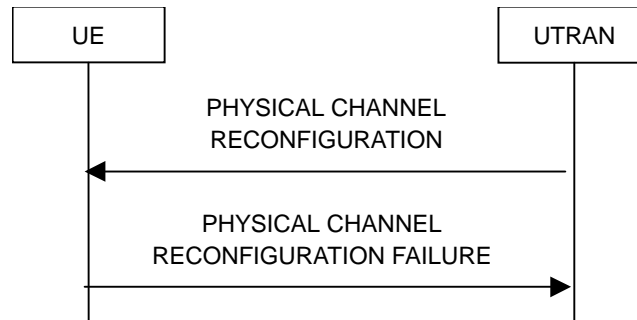 UE
UTRAN
PHYSICAL CHANNEL
RECONFIGURATION
PHYSICAL CHANNEL
RECONFIGURATION FAILURE